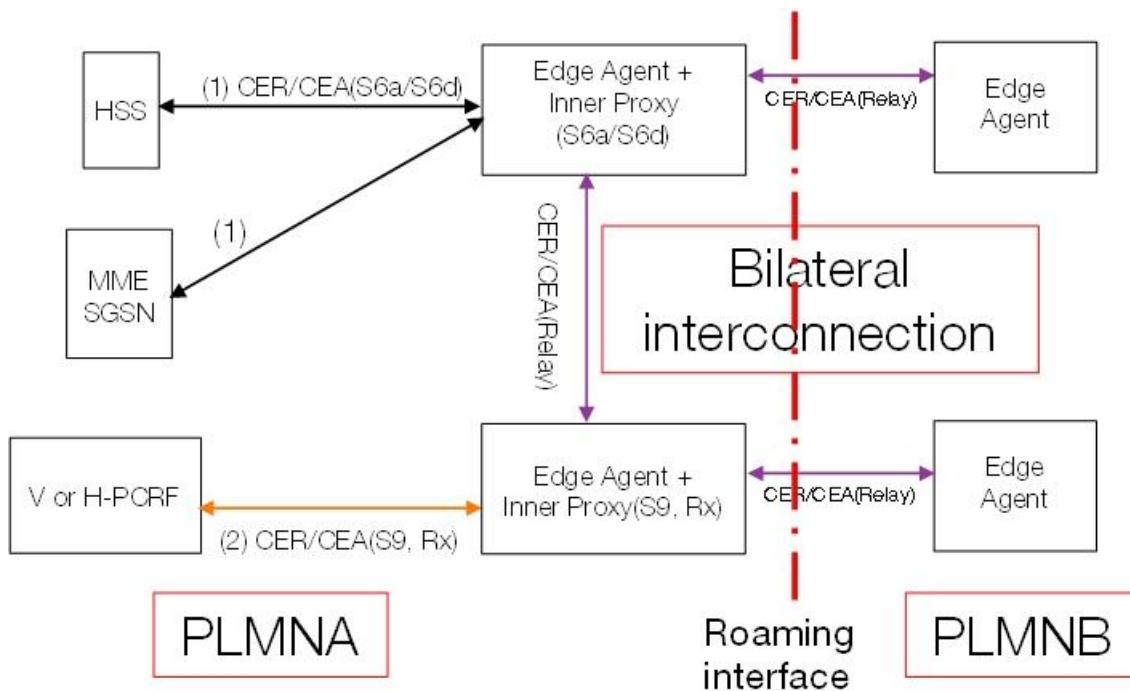 HSS
(1) CER/CEA(S6a/S6d)
Edge Agent +
Inner Proxy
(S6a/S6d)
CER/CEA(Relay)
Edge
Agent
MME
SGSN
(1)
CER/CEA(Relay)
Bilateral
interconnection
V or H-PCRF
(2) CER/CEA(S9, Rx)
Edge Agent +
Inner Proxy(S9, Rx)
CER/CEA(Relay)
Edge
Agent
PLMNA
Roaming
interface
PLMNB